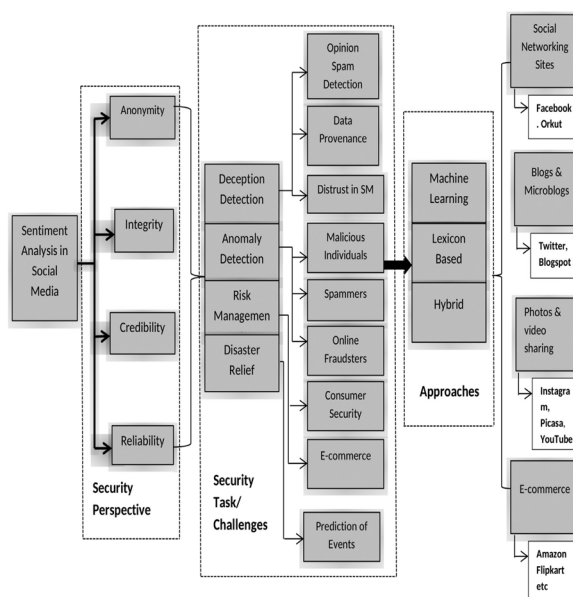 Sentiment
Analysis in
Social
Media
Anonymity
Integrity
Credibility
Reliability
Security
Perspective
Deception
Detection
Anomaly
Detection
Risk
Managemen
Disaster
Relief
Security
Task/
Challenges
Opinion
Spam
Detection
Data
Provenance
Distrust in SM
Malicious
Individuals
Spammers
Online
Fraudsters
Consumer
Security
E-commerce
Prediction of
Events
Machine
Learning
Lexicon
Based
Hybrid
Approaches
Social
Networking
Sites
Facebook
. Orkut
Blogs &
Microblogs
Twitter,
Blogspot
Photos &
video
sharing
Instagra
m,
Picasa,
YouTube
E-commerce
Amazon
Flipkart
etc